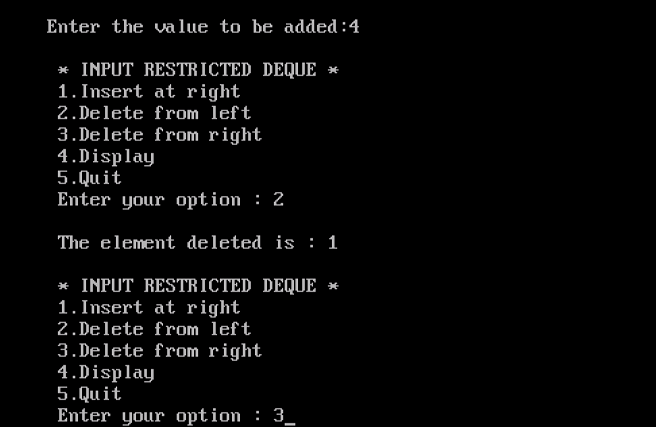 Enter the value to be added:4
* INPUT RESTRICTED DEQUE *
1.Insert at right
2.Delete from left
3.Delete from right
4.Display
5.Quit
Enter your option : 2
The element deleted is : 1
* INPUT RESTRICTED DEQUE *
1.Insert at right
2.Delete from left
3.Delete from right
4.Display
5.Quit
Enter your option : 3_